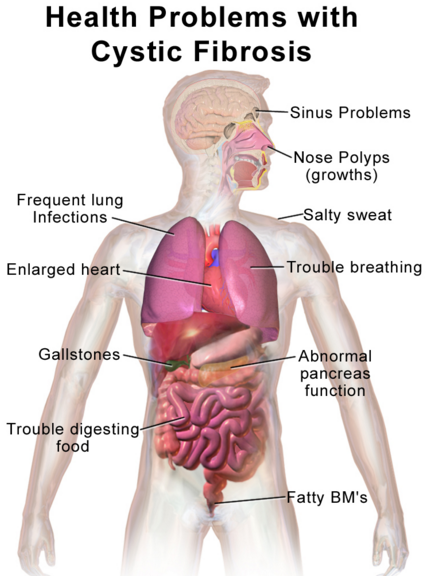 Health Problems with
Cystic Fibrosis
Sinus Problems
Nose Polyps
(growths)
Frequent lung
Infections
Salty sweat
Enlarged heart
Trouble breathing
Gallstones
Abnormal
pancreas
function
Trouble digesting
food
Fatty BM's